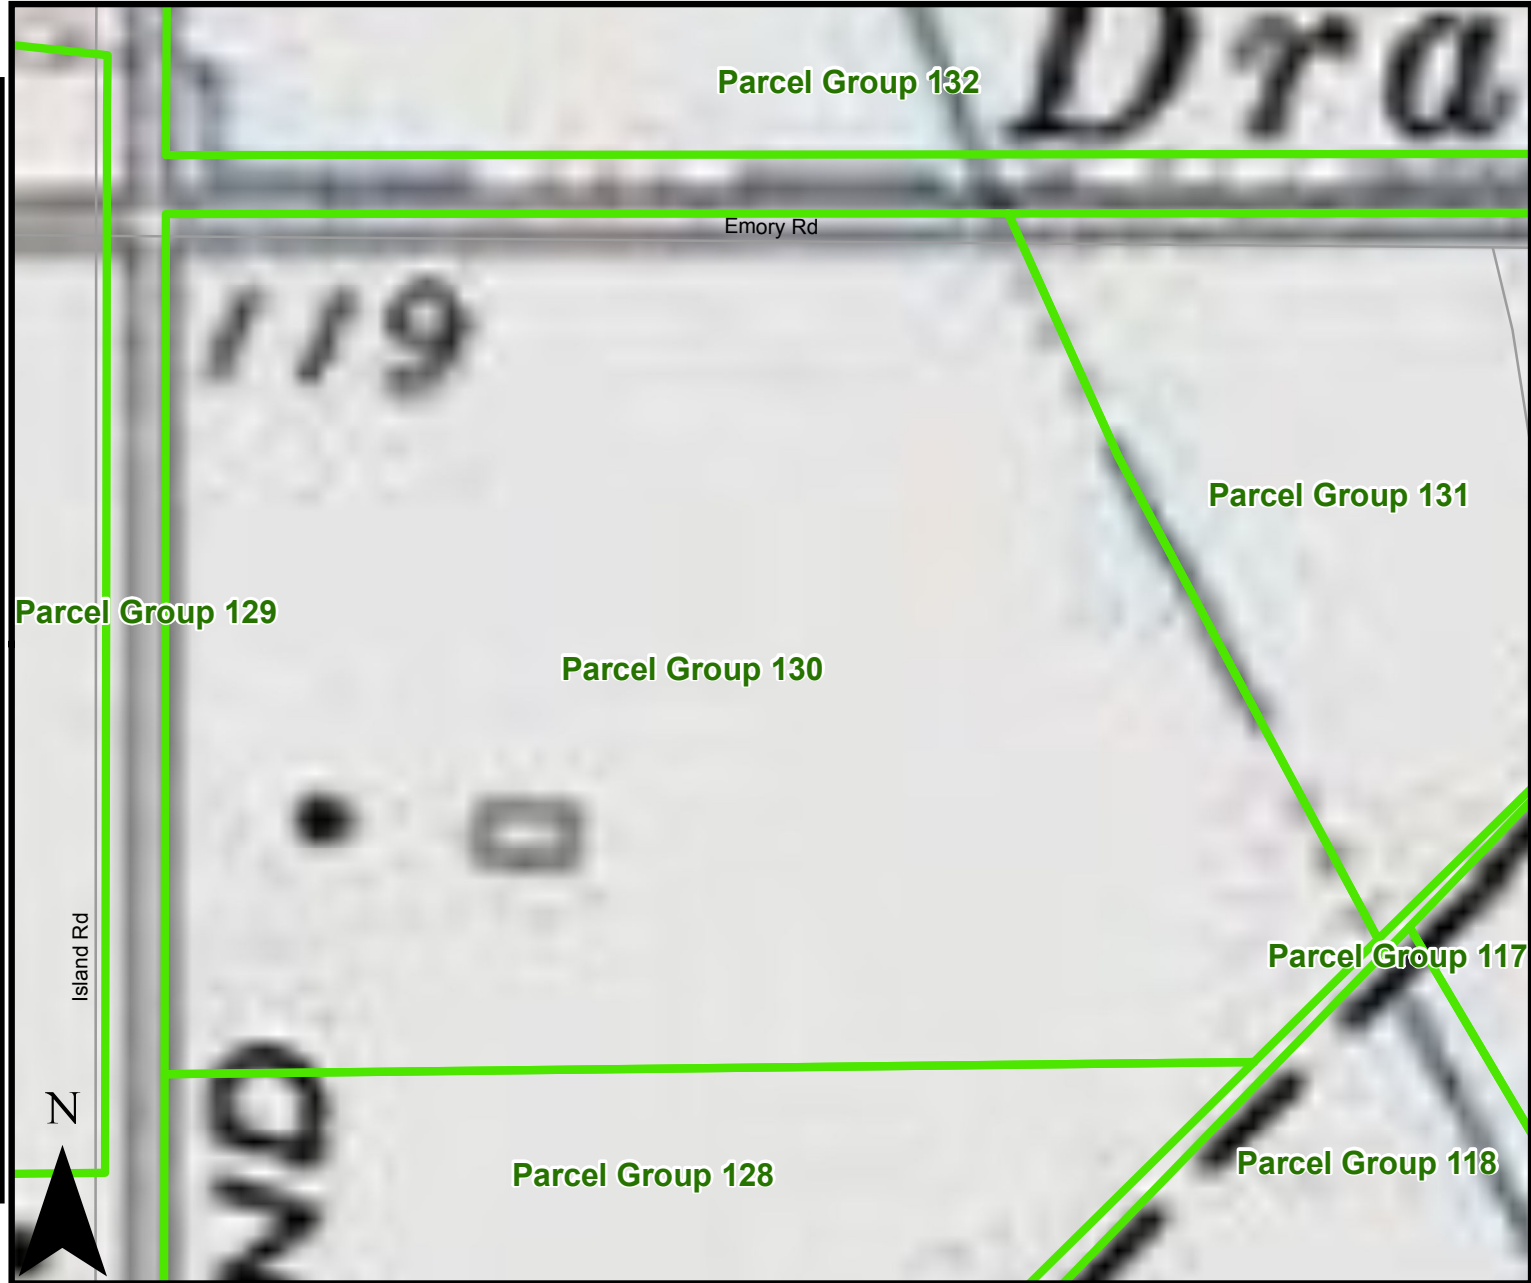 Parcel Group 132
Dra
Emory Rd
119
Parcel Group 131
Parcel Group 129
Parcel Group 130
Island Rd
Parcel Group 117
ND
N
Parcel Group 128
Parcel Group 118